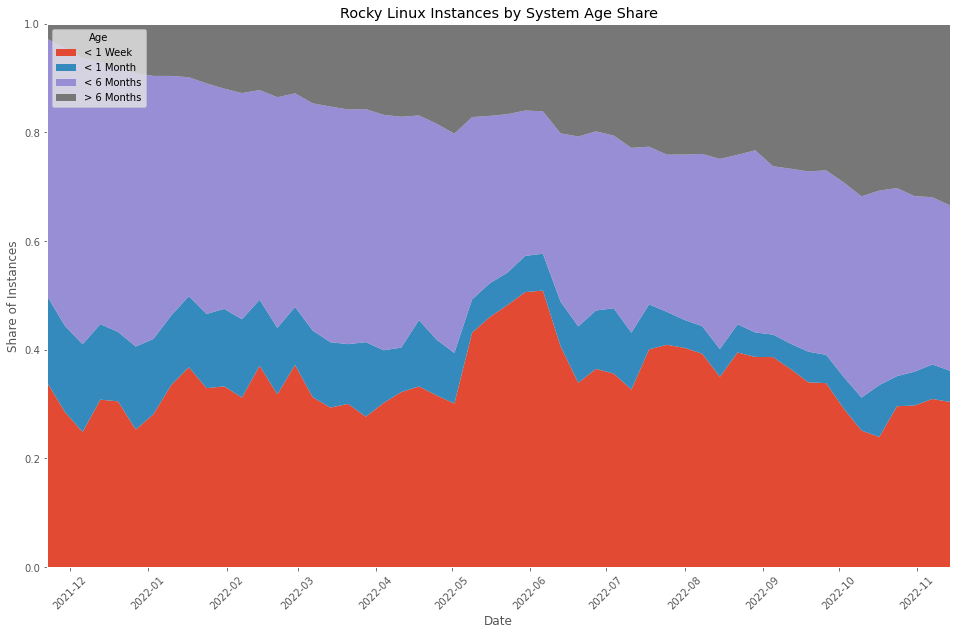 Rocky Linux Instances by System Age Share
Age
< 1 Week
< 1 Month
< 6 Months
> 6 Months
Share of Instances
1.0
0.8
0.6
0.4
0.2
0.0
2021-12
2022-01
2022-02
2022-03
2022-04
2022-05
2022-06
2022-07
2022-08
2022-09
2022-10
2022-11
Date